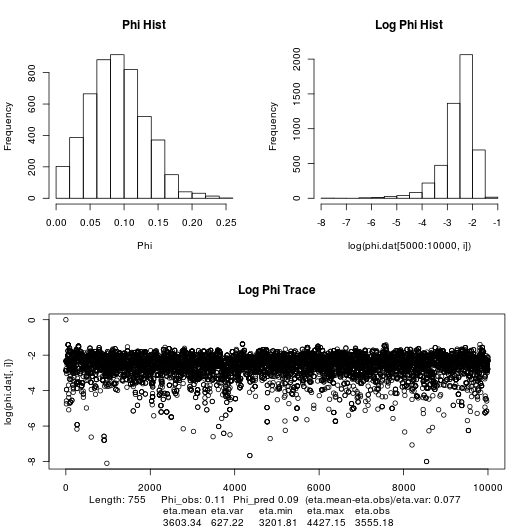 Phi Hist
Log Phi Hist
Frequency
0 200 400 600 800
0.00 0.05 0.10 0.15 0.20 0.25
Phi
Frequency
0 500 1000 1500 2000
-8 -7 -6 -5 -4 -3 -2 -1
log(phi.dat[5000:10000, i])
Log Phi Trace
log(phi.dat[, i])
0 -2 -4 -6 -8
0 2000 4000 6000 8000 10000
Length: 755 Phi_obs: 0.11 Phi_pred 0.09 (eta.mean-eta.obs)/eta.var: 0.077
eta.mean eta.var eta.min eta.max eta.obs
3603.34 627.22 3201.81 4427.15 3555.18